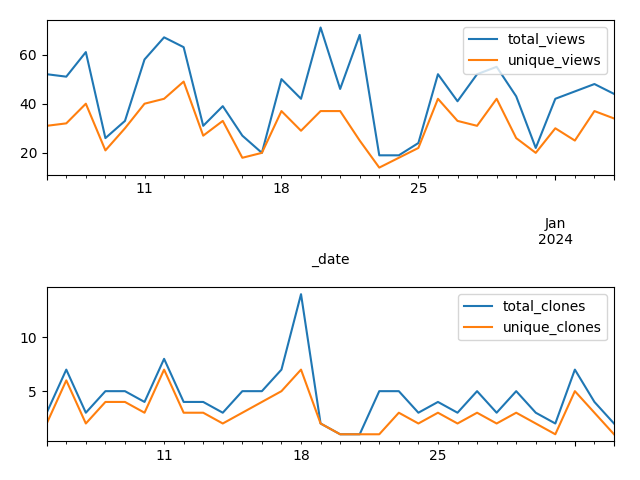 total_views
unique_views
60
40
20
11 18 25
Jan
2024
_date
total_clones
unique_clones
10
5
11 18 25